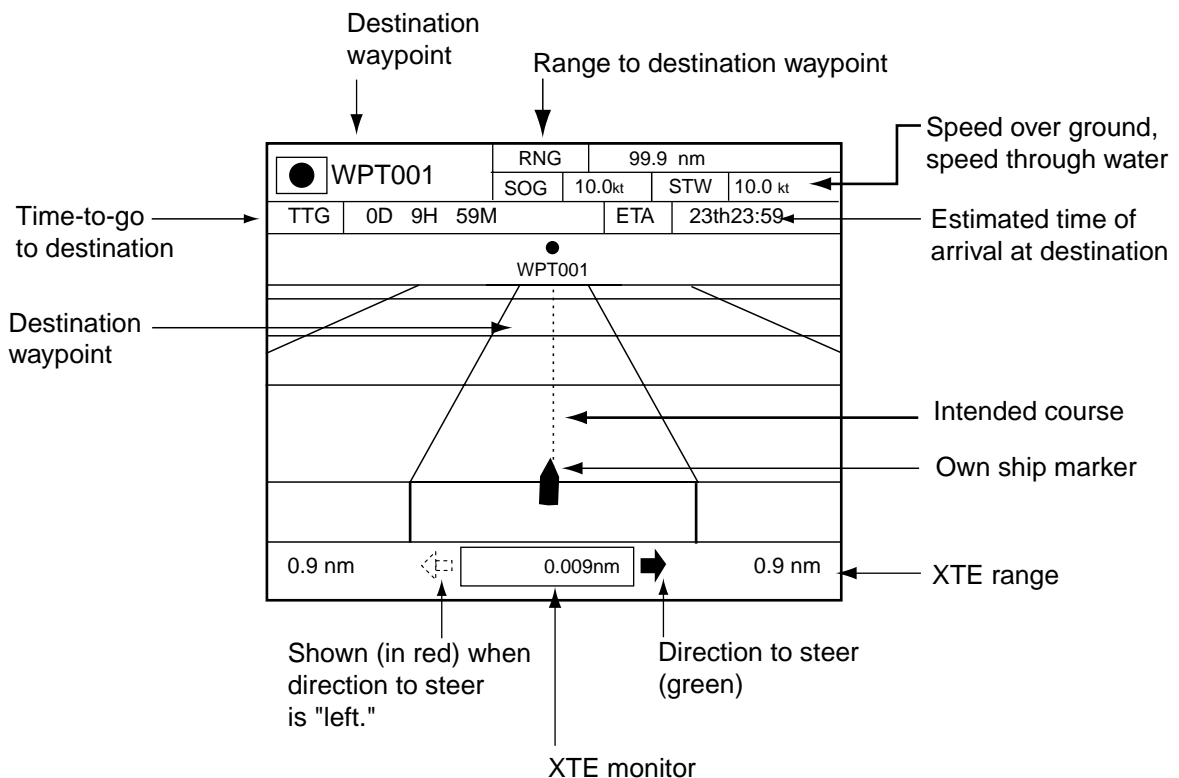 Destination
waypoint
Range to destination waypoint
Speed over ground,
speed through water
WPT001
RNG 99.9 nm
SOG 10.0kt STW 10.0 kt
Time-to-go
to destination
TTG 0D 9H 59M ETA 23th23:59
Estimated time of
arrival at destination
WPT001
Destination
waypoint
Intended course
Own ship marker
0.9 nm 0.009nm 0.9 nm
XTE range
Shown (in red) when
direction to steer
is "left."
Direction to steer
(green)
XTE monitor